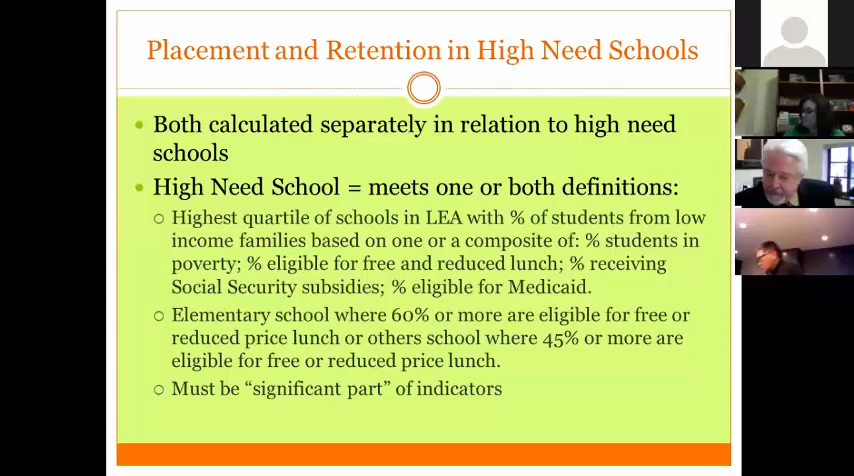 Placement and Retention in High Need Schools
Both calculated separately in relation to high need
schools
High Need School = meets one or both definitions:
Highest quartile of schools in LEA with % of students from low
income families based on one or a composite of: % students in
poverty; % eligible for free and reduced lunch; % receiving
Social Security subsidies; % eligible for Medicaid.
Elementary school where 60% or more are eligible for free or
reduced price lunch or others school where 45% or more are
eligible for free or reduced price lunch.
Must be “significant part” of indicators